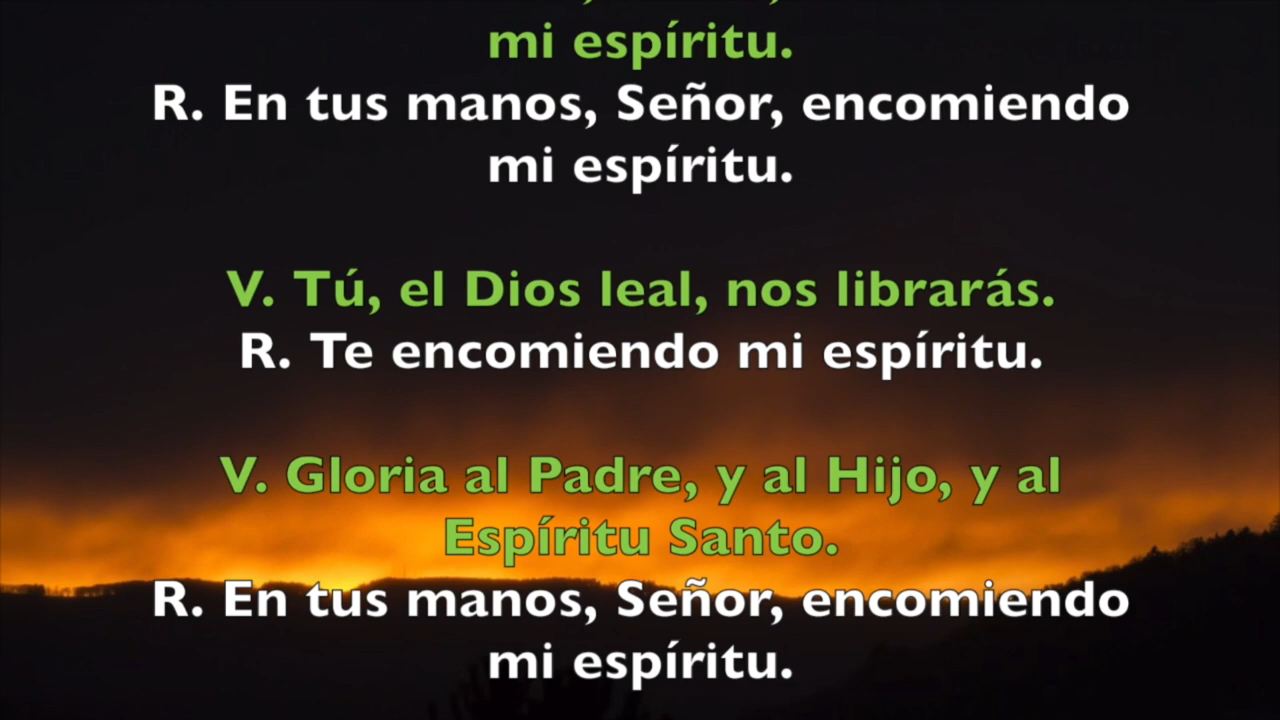 mi espíritu.
R. En tus manos, Señor, encomiendo
mi espíritu.
V. Tú, el Dios leal, nos librarás.
R. Te encomiendo mi espíritu.
V. Gloria al Padre, y al Hijo, y al
Espíritu Santo.
R. En tus manos, Señor, encomiendo
mi espíritu.